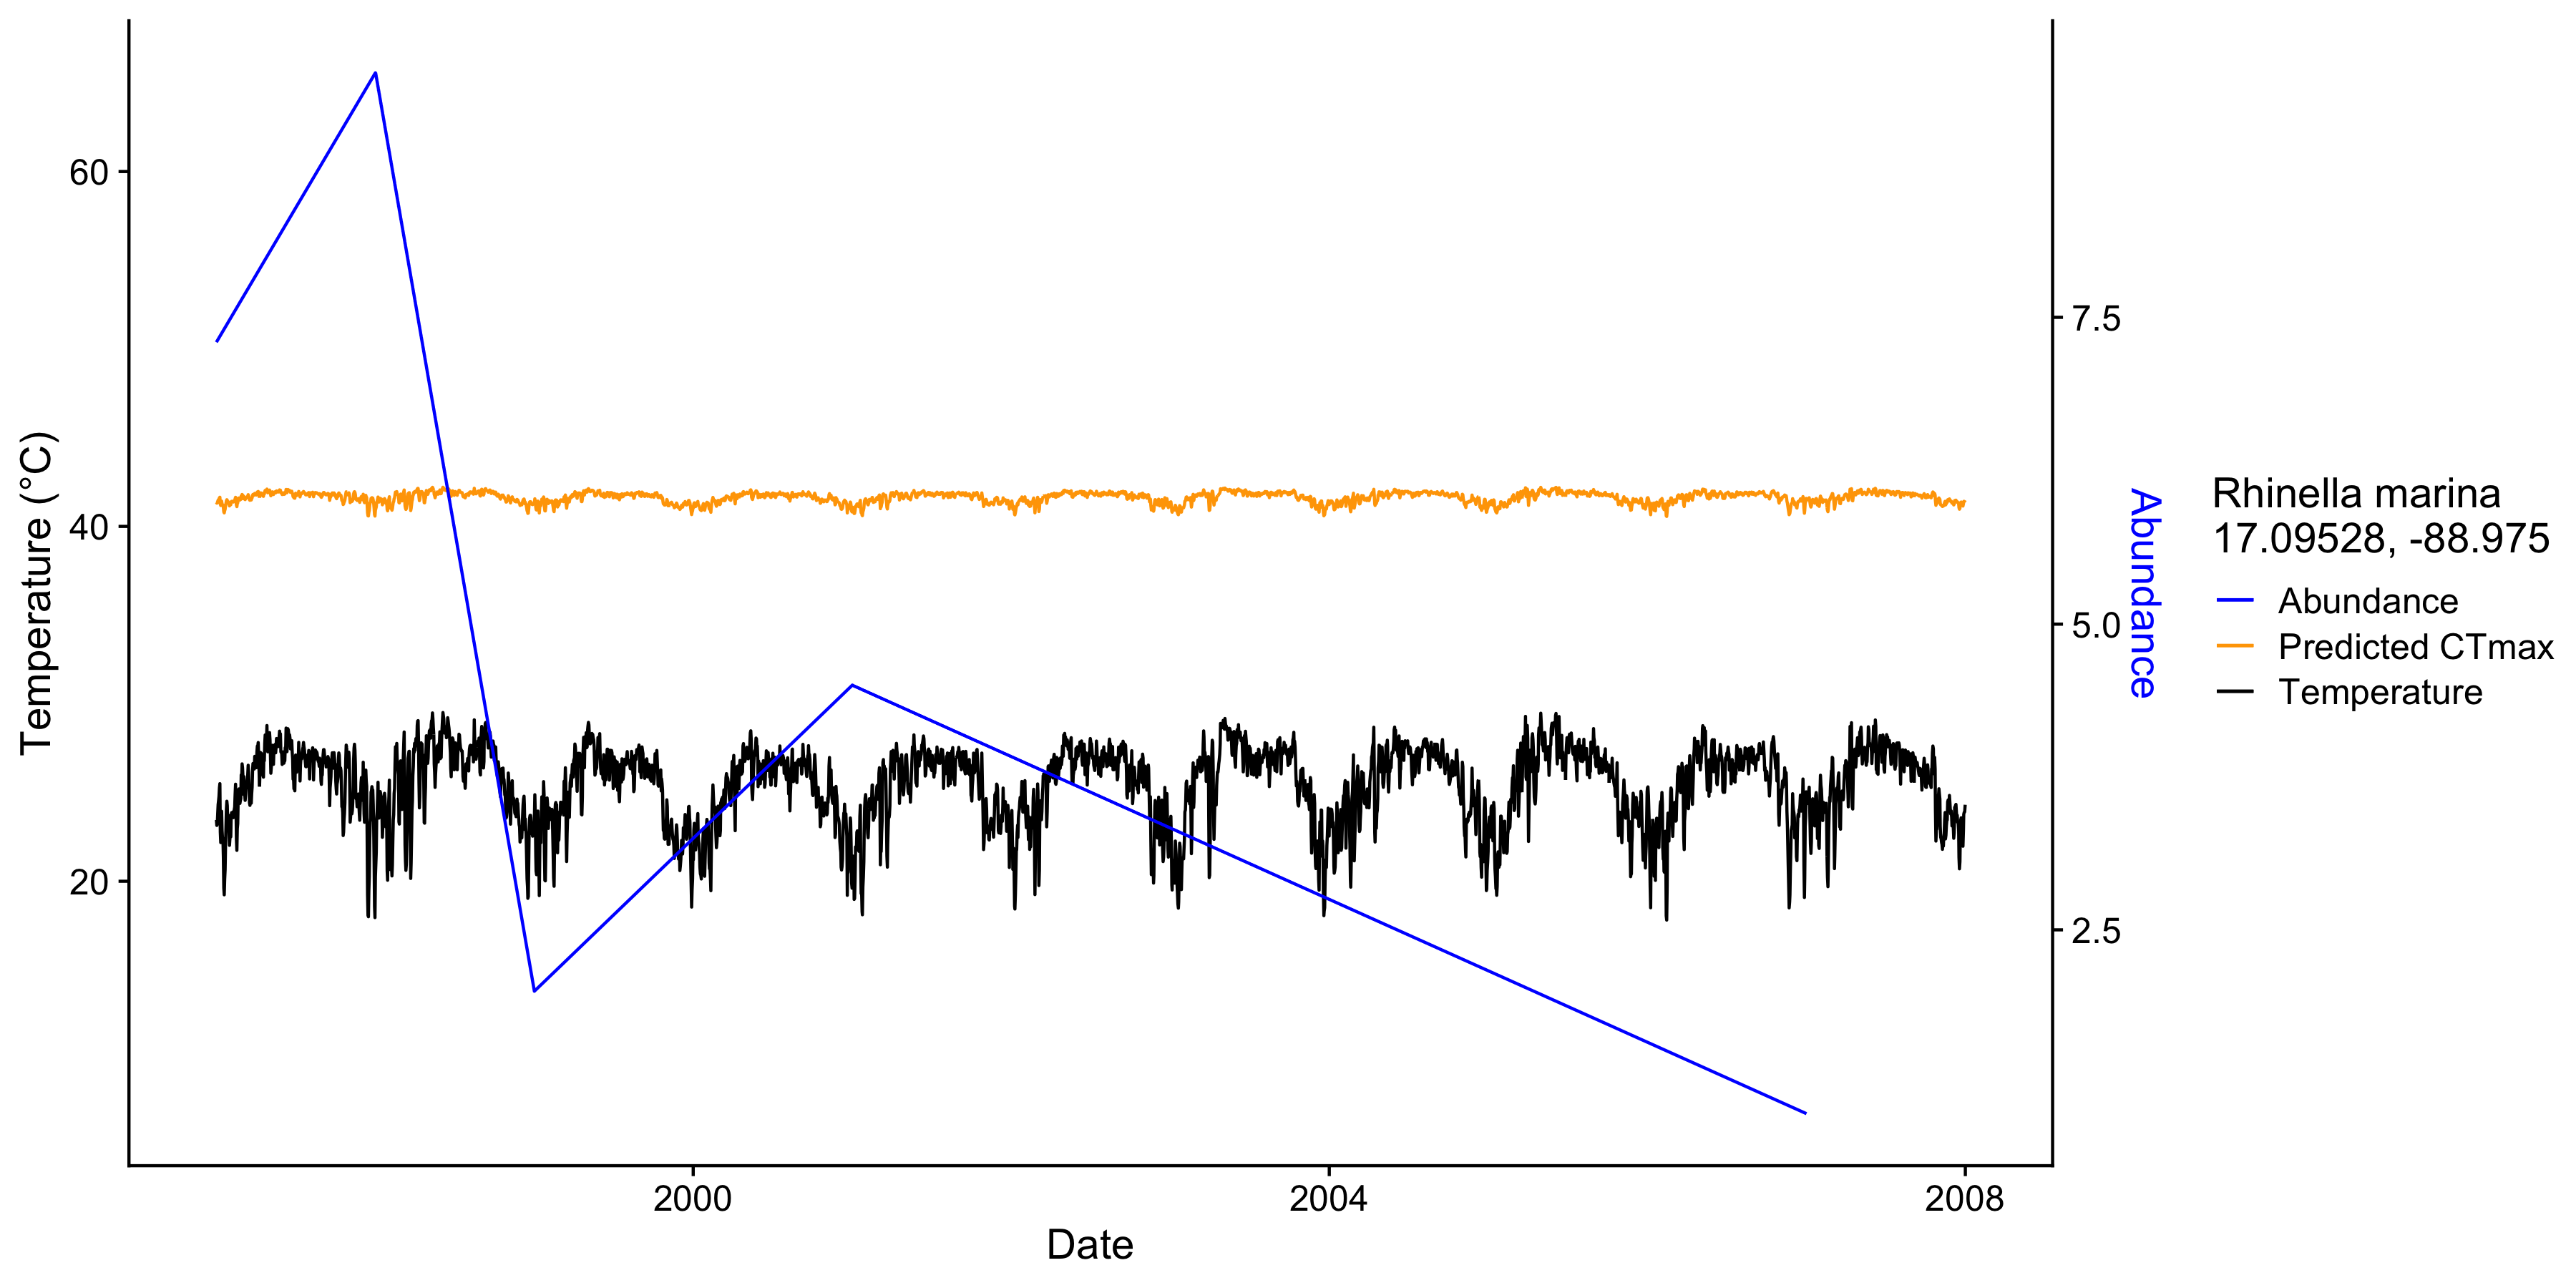 Temperature (°C)
60
40
20
2000
2004
2008
Date
7.5
5.0
2.5
Abundance
Rhinella marina
17.09528, -88.975
Abundance
Predicted CTmax
Temperature